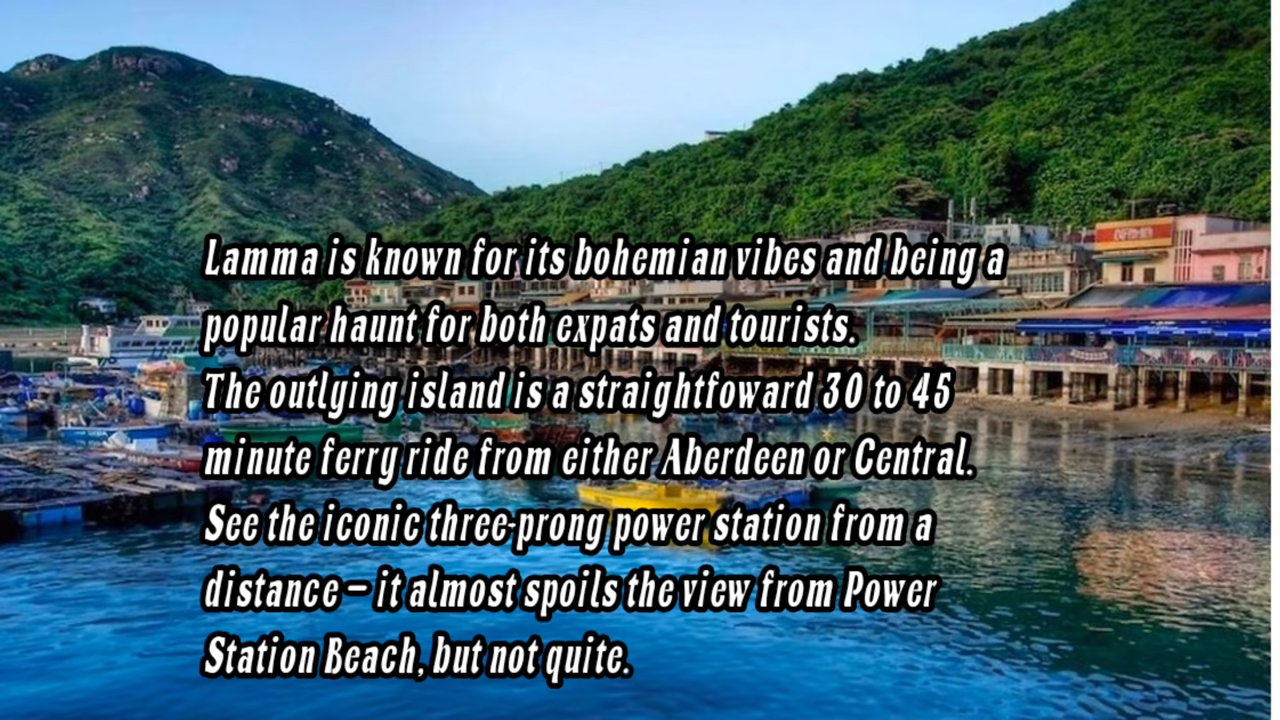 Lamma is known for its bohemian vibes and being a
popular haunt for both expats and tourists.
The outlying island is a straightfoward 30 to 45
minute ferry ride from either Aberdeen or Central.
See the iconic three-prong power station from a
distance – it almost spoils the view from Power
Station Beach, but not quite.